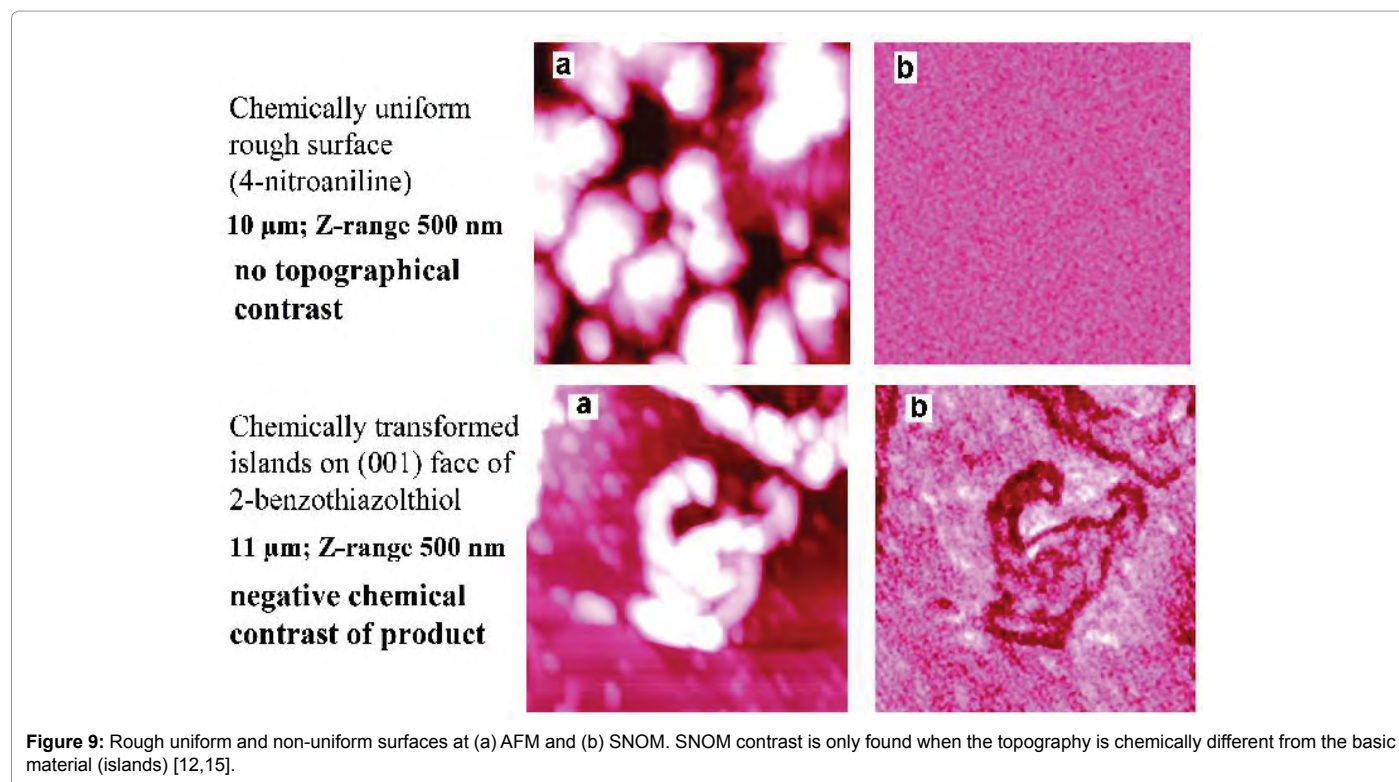 Chemically uniform
rough surface
(4-nitroaniline)
10 µm; Z-range 500 nm
no topographical
contrast
a
b
Chemically transformed
islands on (001) face of
2-benzothiazolthiol
11 µm; Z-range 500 nm
negative chemical
contrast of product
a
b
Figure 9: Rough uniform and non-uniform surfaces at (a) AFM and (b) SNOM. SNOM contrast is only found when the topography is chemically different from the basic
material (islands) [12,15].